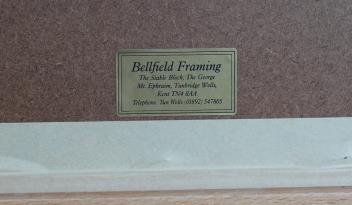 Bellfield Framing
The Stable Block, The George
Mt. Ephraim, Tunbridge Wells,
Kent TN4 8AA
Telephone: Tun Wells (01892) 547805